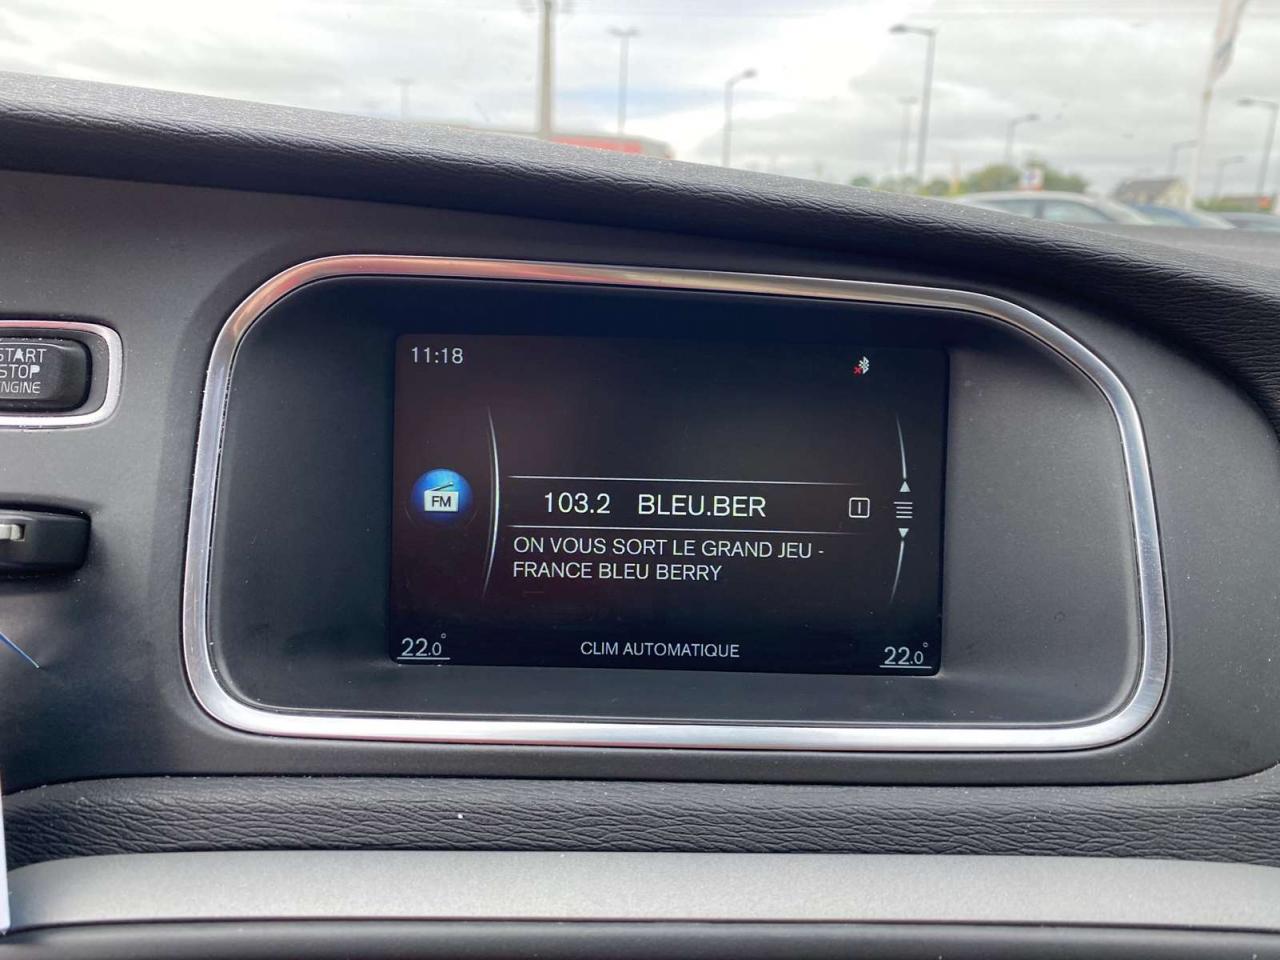 START
STOP
ENGINE
11:18
FM
103.2 BLEU.BER
ON VOUS SORT LE GRAND JEU -
FRANCE BLEU BERRY
22.0° CLIM AUTOMATIQUE 22.0°